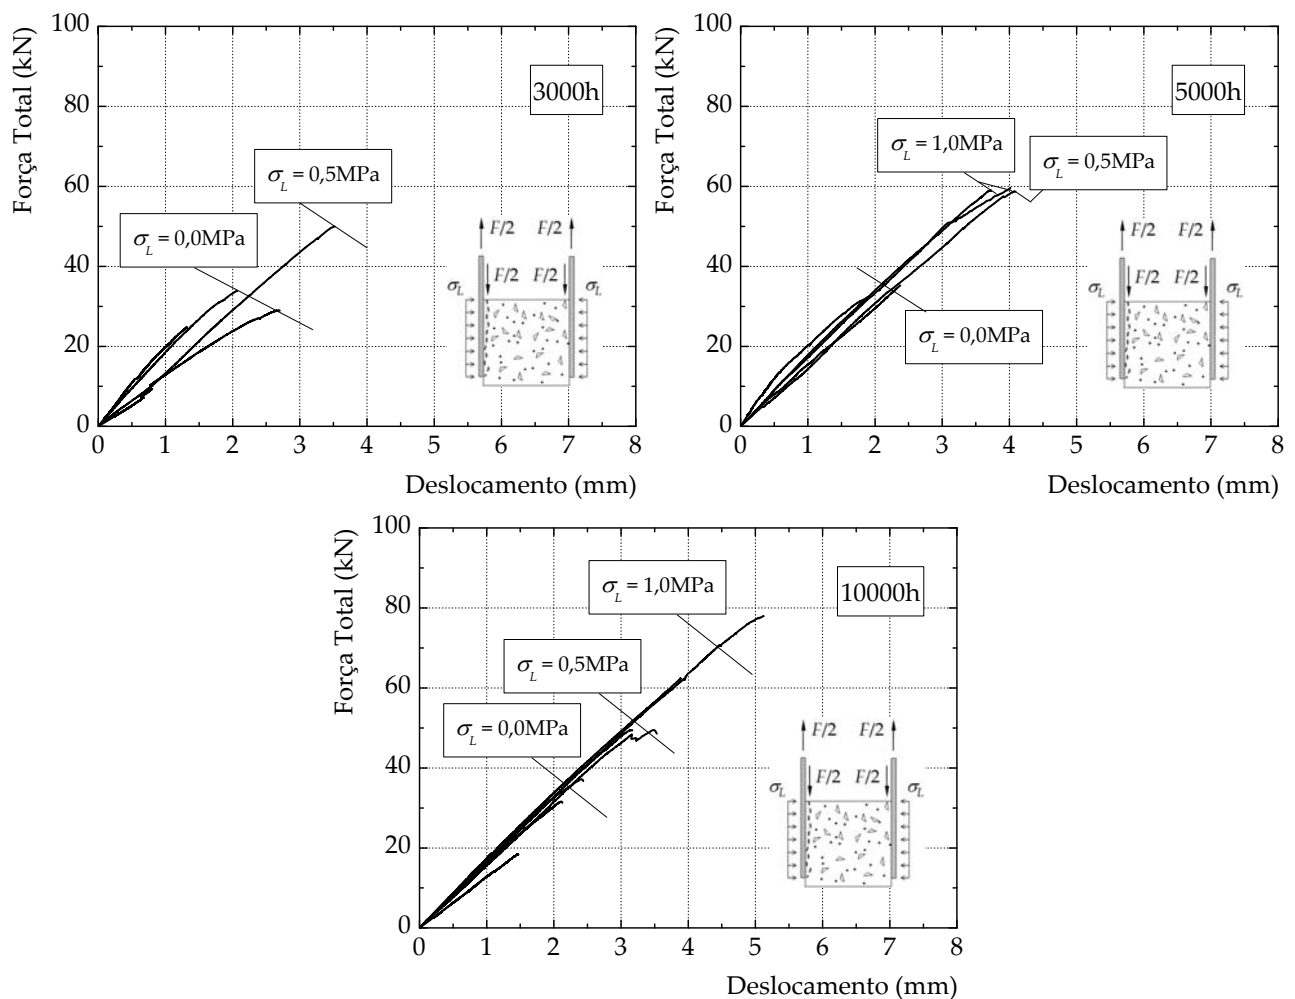 Força Total (kN)
100
80
60
40
20
0
3000h
σL = 0,5MPa
σL = 0,0MPa
F/2 F/2
F/2 F/2
σL σL
0 1 2 3 4 5 6 7 8
Deslocamento (mm)
Força Total (kN)
100
80
60
40
20
0
5000h
σL = 1,0MPa
σL = 0,5MPa
σL = 0,0MPa
F/2 F/2
F/2 F/2
σL σL
0 1 2 3 4 5 6 7 8
Deslocamento (mm)
Força Total (kN)
100
80
60
40
20
0
10000h
σL = 1,0MPa
σL = 0,5MPa
σL = 0,0MPa
F/2 F/2
F/2 F/2
σL σL
0 1 2 3 4 5 6 7 8
Deslocamento (mm)